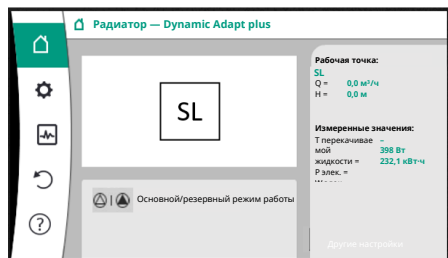 Радиатор — Dynamic Adapt plus
SL
Основной/резервный режим работы
Рабочая точка:
SL
Q = 0,0 м³/ч
H = 0,0 м
Измеренные значения:
Т перекачивае –
мой 398 Вт
жидкости = 232,1 кВт·ч
Р элек. =
Другие настройки